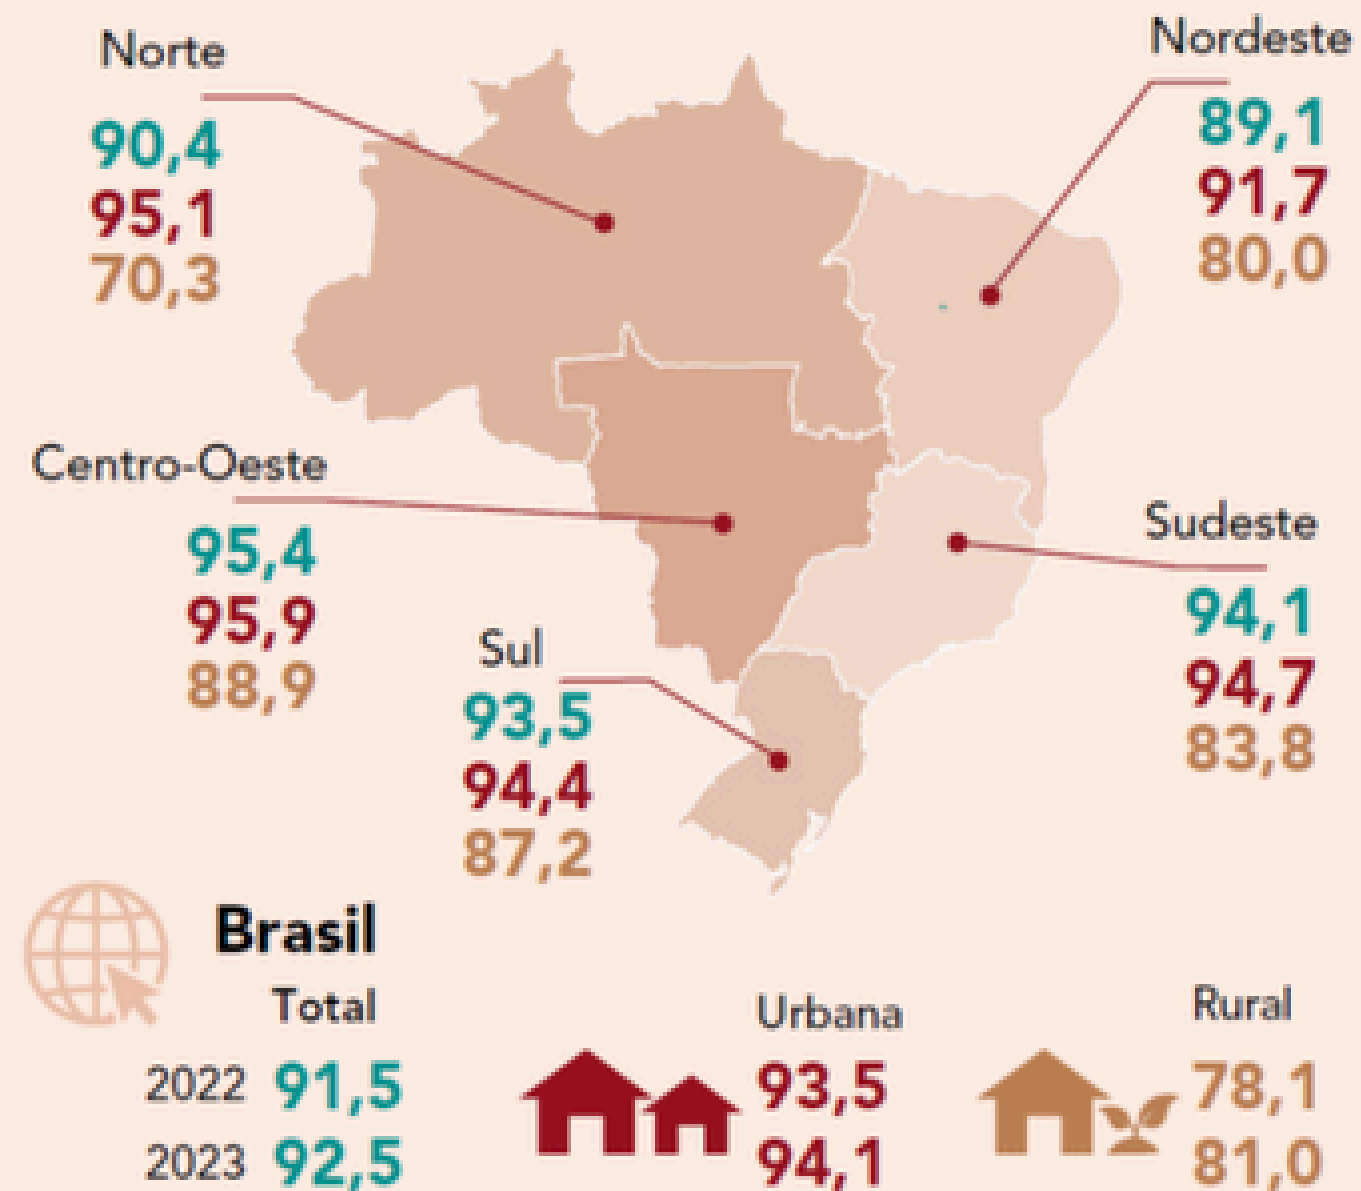 Norte
90,4
95,1
70,3
Nordeste
89,1
91,7
80,0
Centro-Oeste
95,4
95,9
88,9
Sudeste
94,1
94,7
83,8
Sul
93,5
94,4
87,2
Brasil
Total Urbana Rural
2022 91,5 93,5 78,1
2023 92,5 94,1 81,0